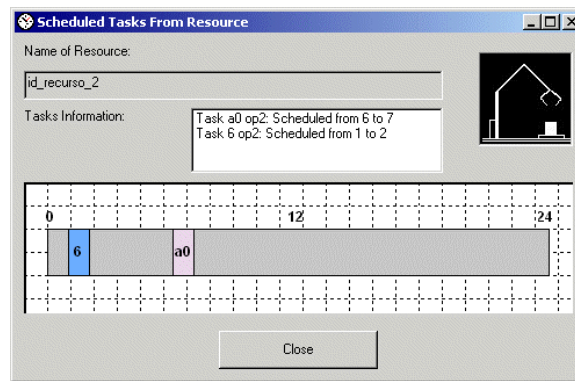 Scheduled Tasks From Resource
Name of Resource:
id_recurso_2
Tasks Information:
Task a0 op2: Scheduled from 6 to 7
Task 6 op2: Scheduled from 1 to 2
0 12 24
6 a0
Close